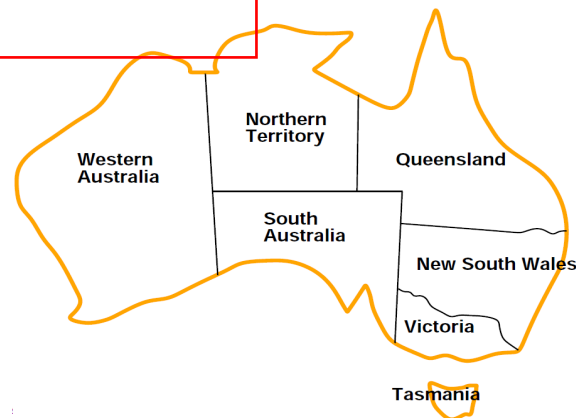 Northern
Territory
Western
Australia
Queensland
South
Australia
New South Wales
Victoria
Tasmania